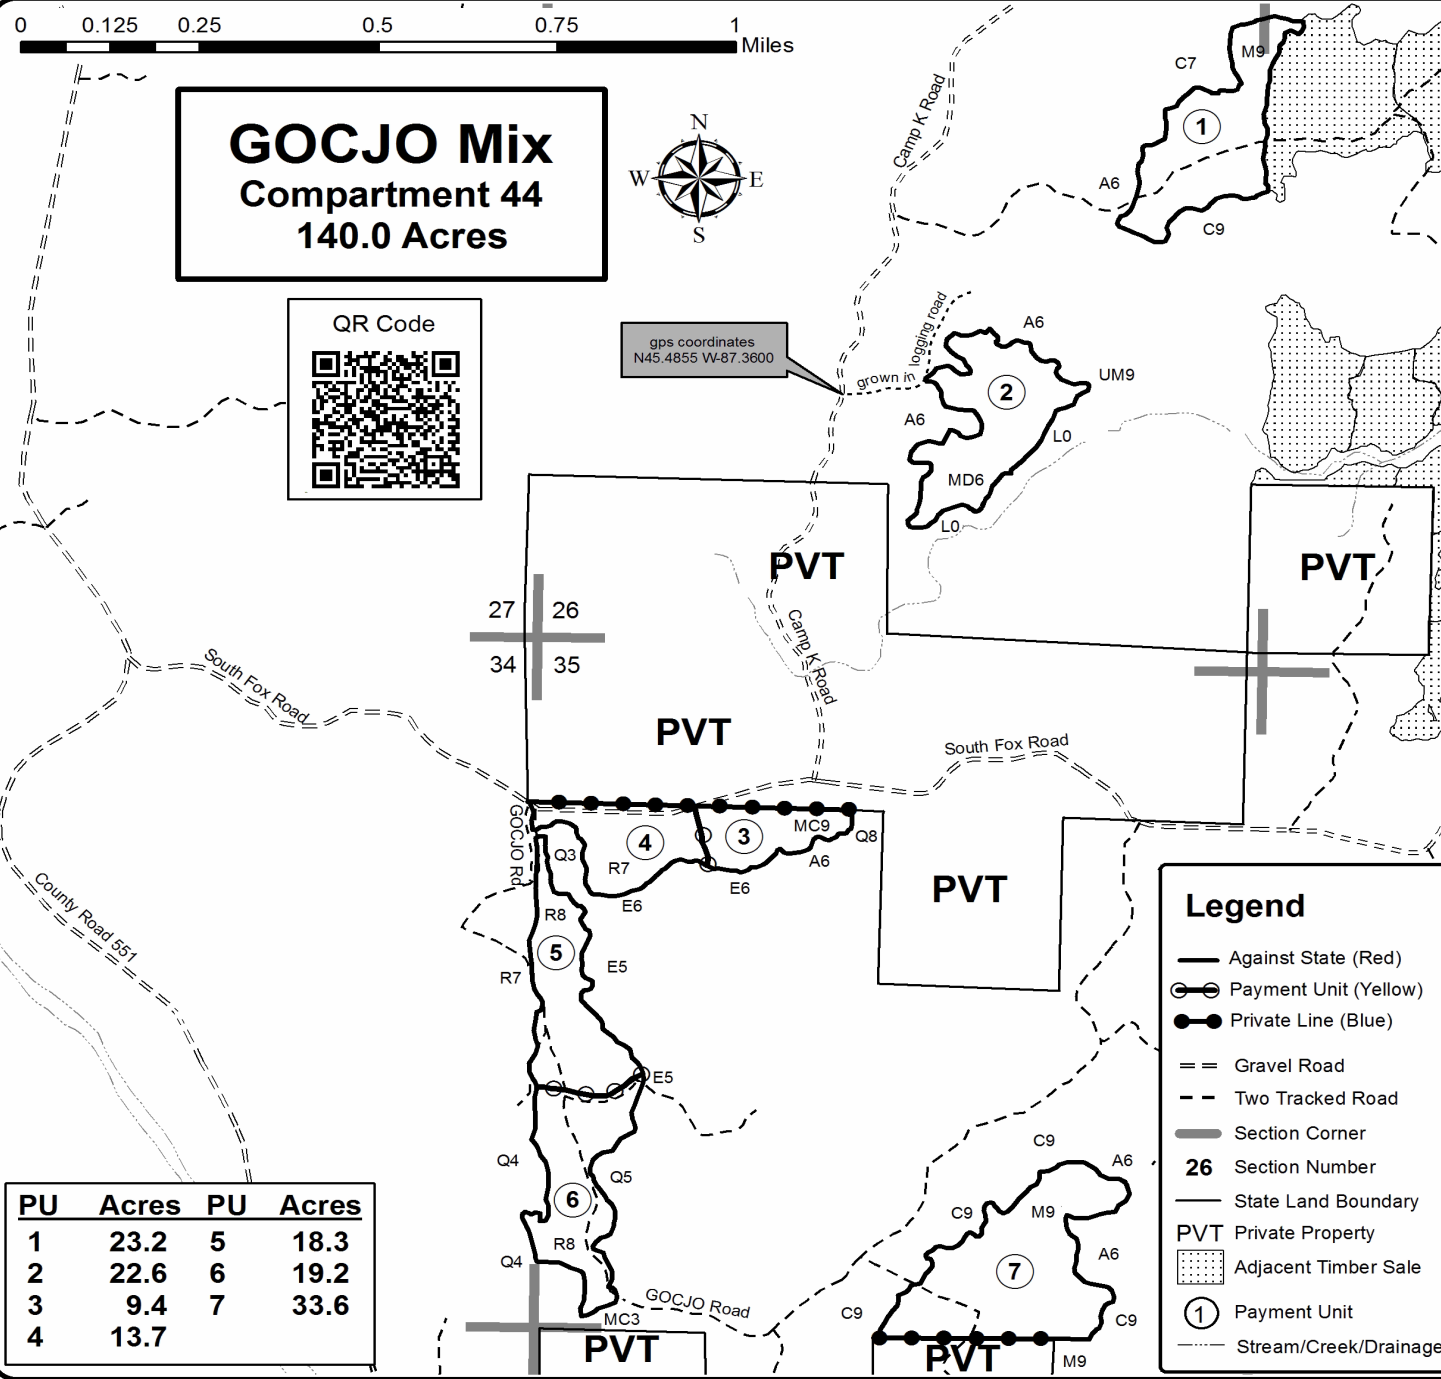 0 0.125 0.25 0.5 0.75 1
Miles
GOCJO Mix
Compartment 44
140.0 Acres
N
W E
S
QR Code
gps coordinates
N45.4855 W-87.3600
grown in
logging road
Camp K Road
C7
M9
1
A6
C9
A6
UM9
2
A6
L0
MD6
L0
PVT
PVT
27 26
34 35
Camp K Road
South Fox Road
PVT
South Fox Road
GOCJO Rd
4
3
MC9
Q8
Q3
R7
A6
E6
E6
PVT
County Road 551
R8
5
E5
R7
E5
Q4
Q5
6
R8
Q4
MC3
GOCJO Road
PVT
C9
A6
C9
M9
A6
7
C9
C9
PVT
M9
PU Acres PU Acres
1 23.2 5 18.3
2 22.6 6 19.2
3 9.4 7 33.6
4 13.7
Legend
Against State (Red)
Payment Unit (Yellow)
Private Line (Blue)
Gravel Road
Two Tracked Road
Section Corner
26 Section Number
State Land Boundary
PVT Private Property
Adjacent Timber Sale
1 Payment Unit
Stream/Creek/Drainage